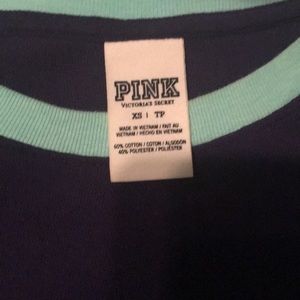 PINK
VICTORIA'S SECRET
XS | TP
MADE IN VIETNAM / FAIT AU
VIETNAM / HECHO EN VIETNAM
60% COTTON / COTON / ALGODÓN
40% POLYESTER / POLIÉSTER